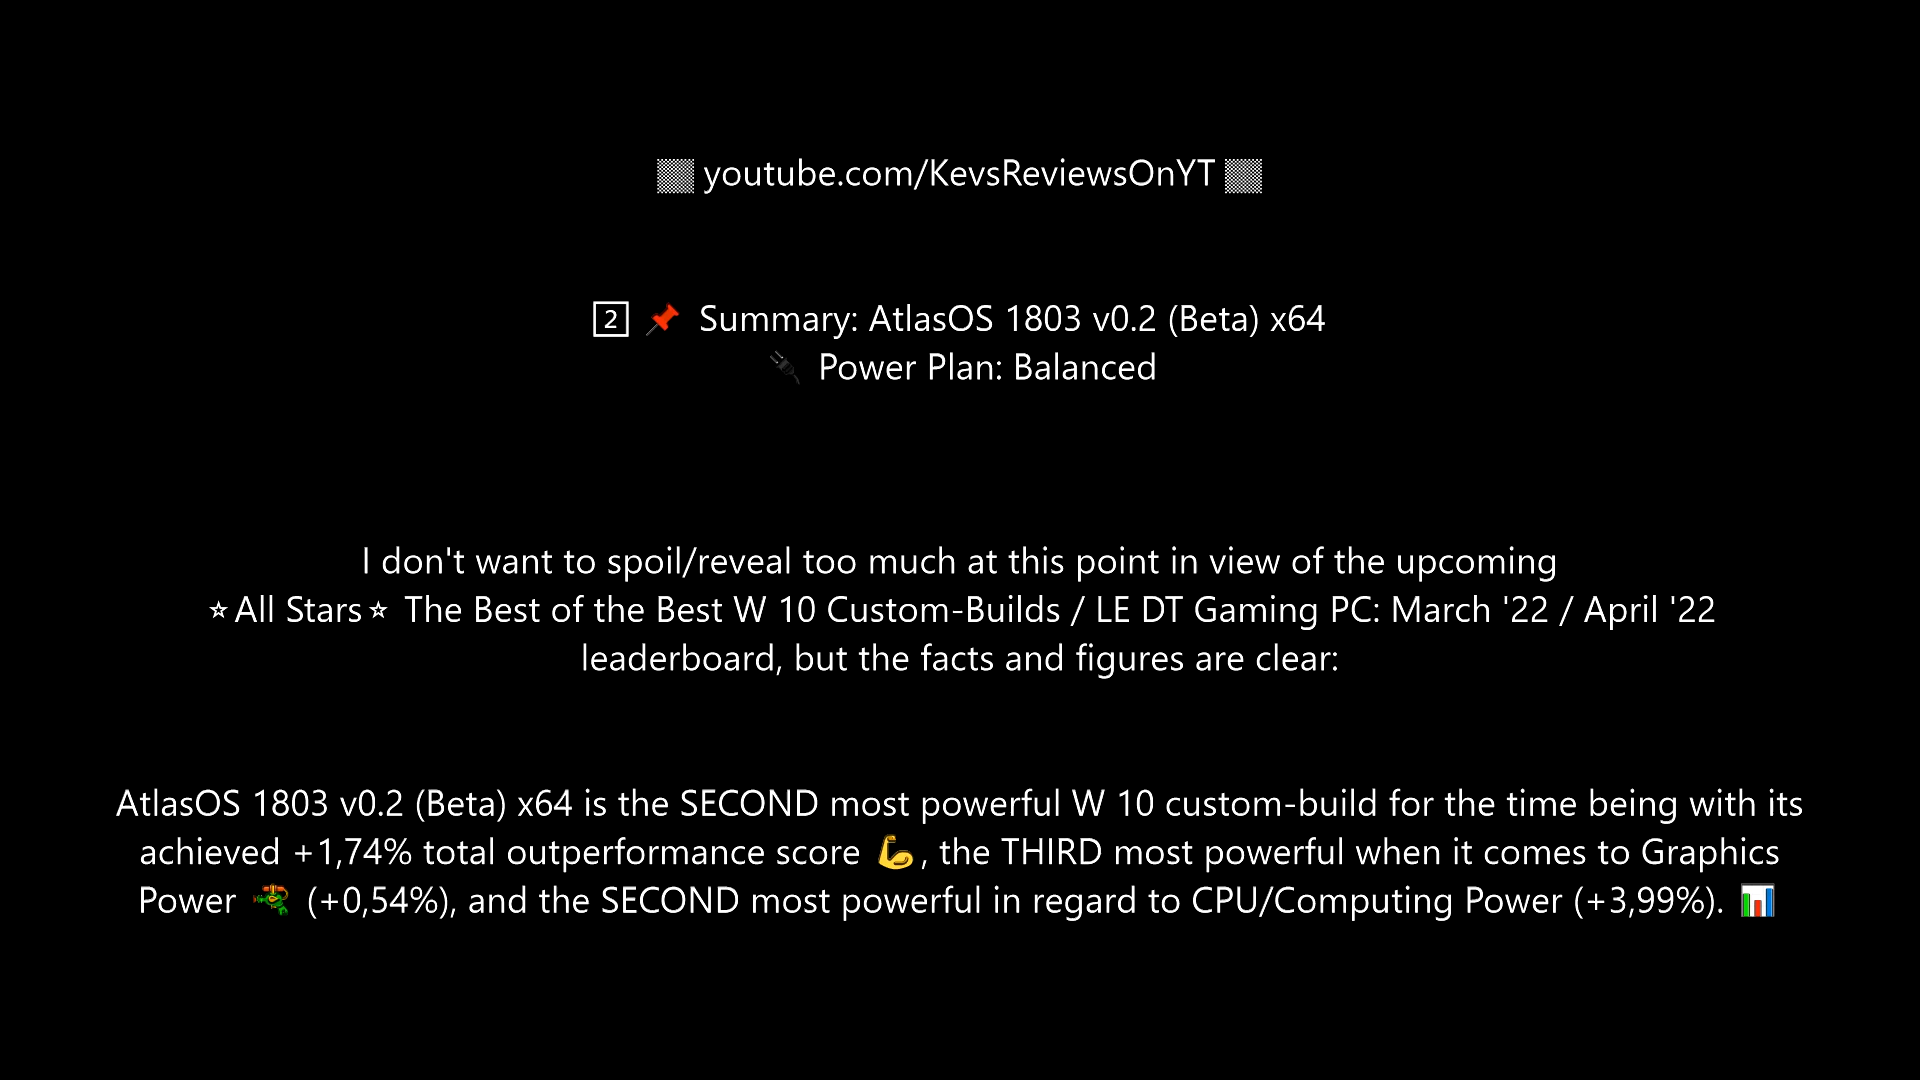 ▒▒ youtube.com/KevsReviewsOnYT ▒▒
2️⃣ 📌 Summary: AtlasOS 1803 v0.2 (Beta) x64
🔌 Power Plan: Balanced
I don't want to spoil/reveal too much at this point in view of the upcoming
⭐All Stars⭐ The Best of the Best W 10 Custom-Builds / LE DT Gaming PC: March '22 / April '22
leaderboard, but the facts and figures are clear:
AtlasOS 1803 v0.2 (Beta) x64 is the SECOND most powerful W 10 custom-build for the time being with its
achieved +1,74% total outperformance score 💪, the THIRD most powerful when it comes to Graphics
Power 🔫 (+0,54%), and the SECOND most powerful in regard to CPU/Computing Power (+3,99%). 📊